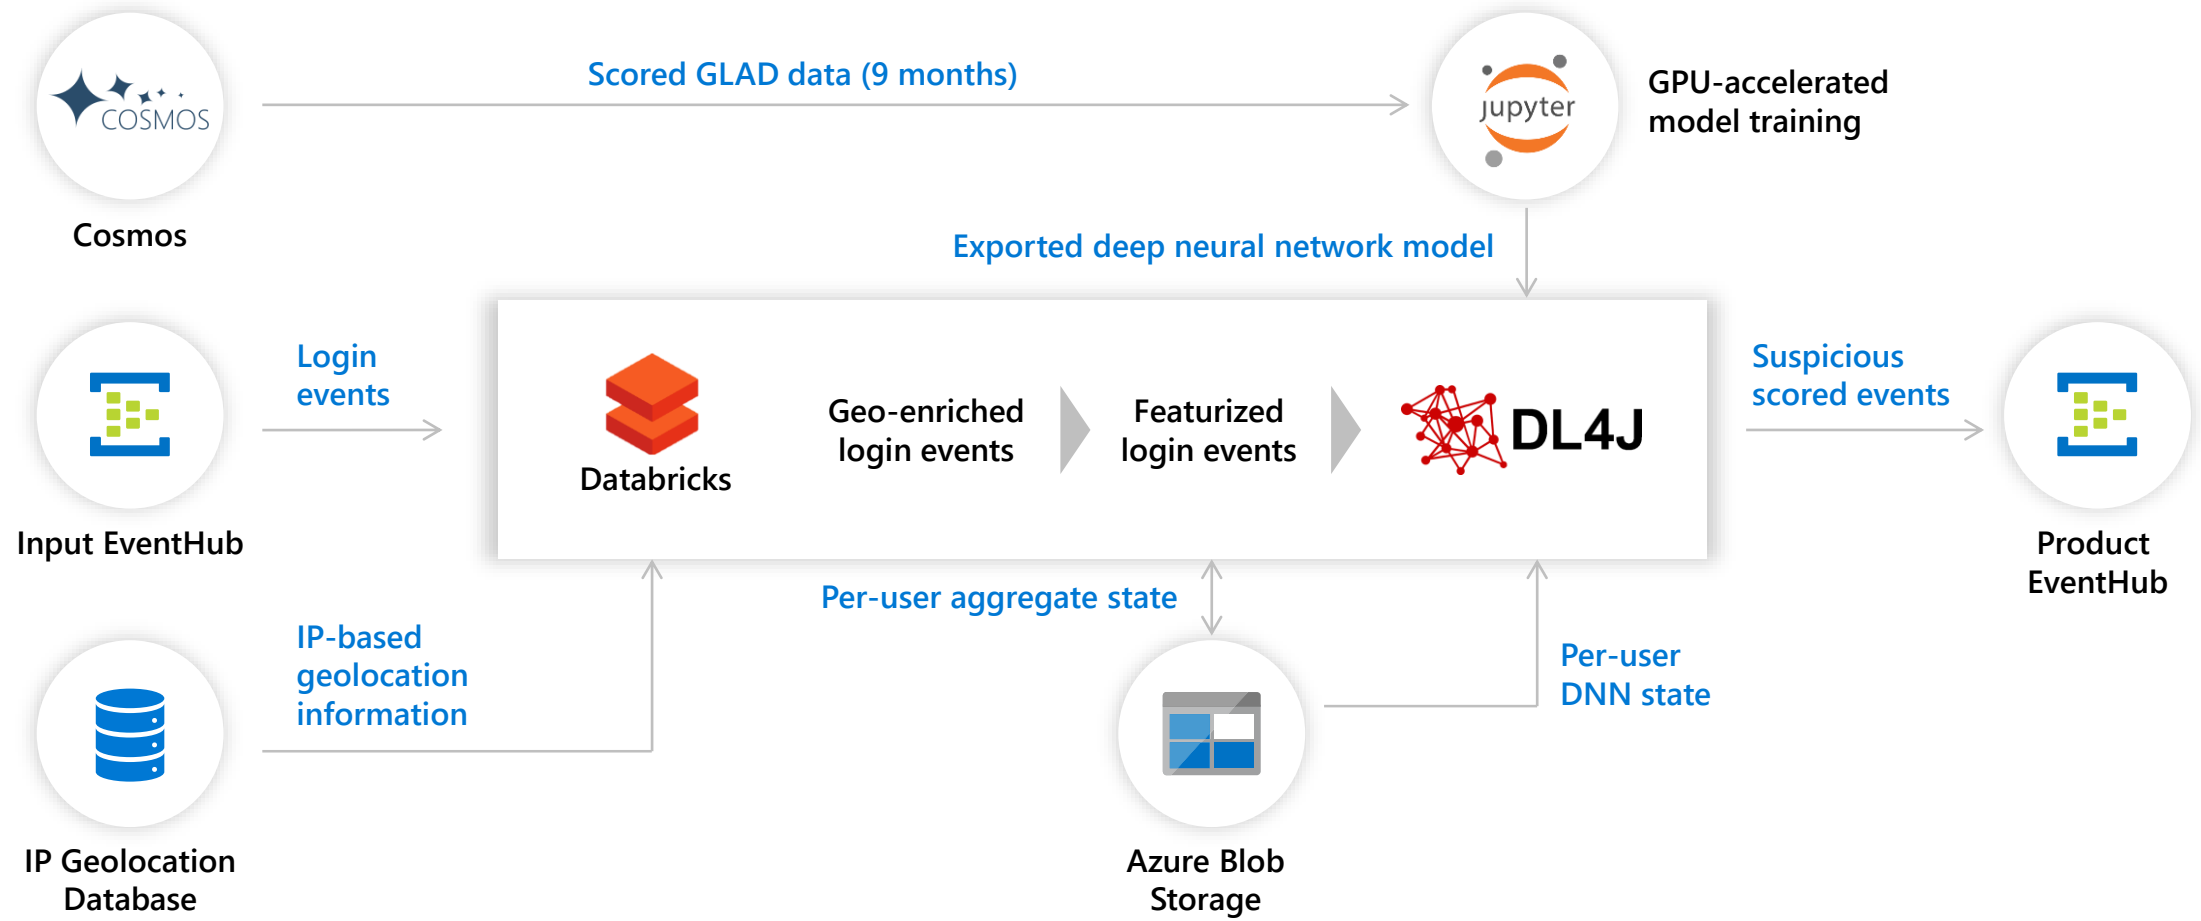 COSMOS
Cosmos
Scored GLAD data (9 months)
jupyter
GPU-accelerated
model training
Exported deep neural network model
Input EventHub
Login
events
Databricks
Geo-enriched
login events
Featurized
login events
DL4J
Suspicious
scored events
Product
EventHub
IP Geolocation
Database
IP-based
geolocation
information
Per-user aggregate state
Azure Blob
Storage
Per-user
DNN state